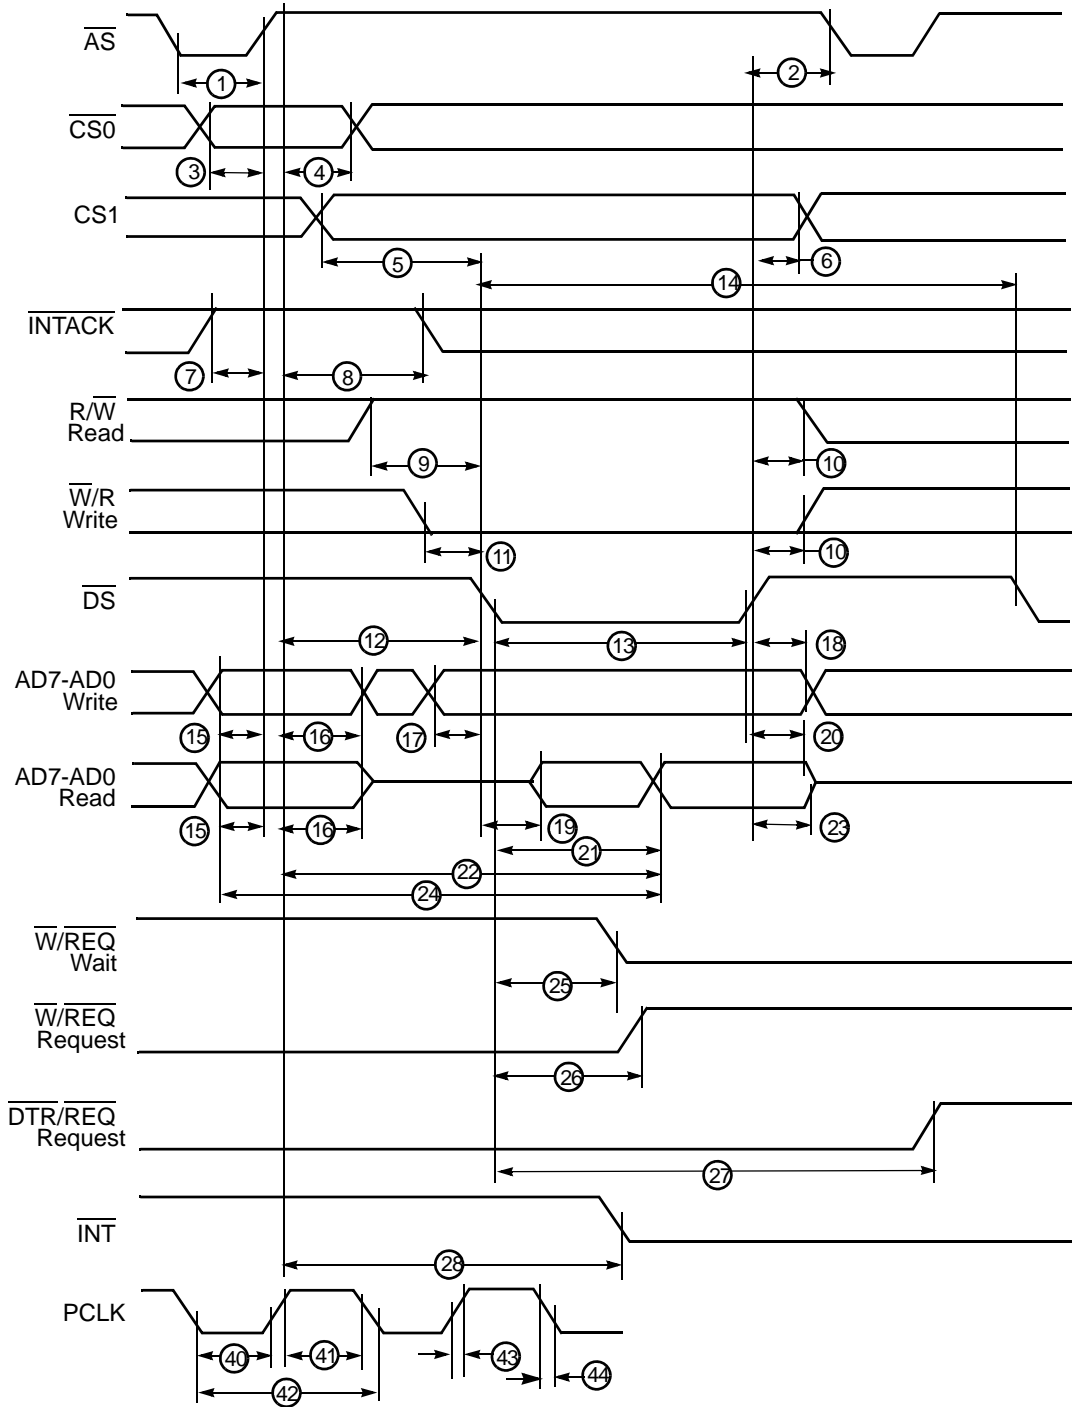 AS
1
2
CS0
3
4
CS1
5
6
14
INTACK
7
8
R/W
Read
9
10
W/R
Write
11
10
DS
12
13
18
AD7-AD0
Write
15
16
17
20
AD7-AD0
Read
15
16
19
23
21
22
24
W/REQ
Wait
25
W/REQ
Request
26
DTR/REQ
Request
27
INT
28
PCLK
40
41
43
44
42